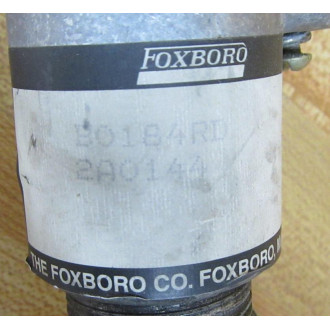 FOXBORO
B0184RD
2A0144
THE FOXBORO CO. FOXBORO,